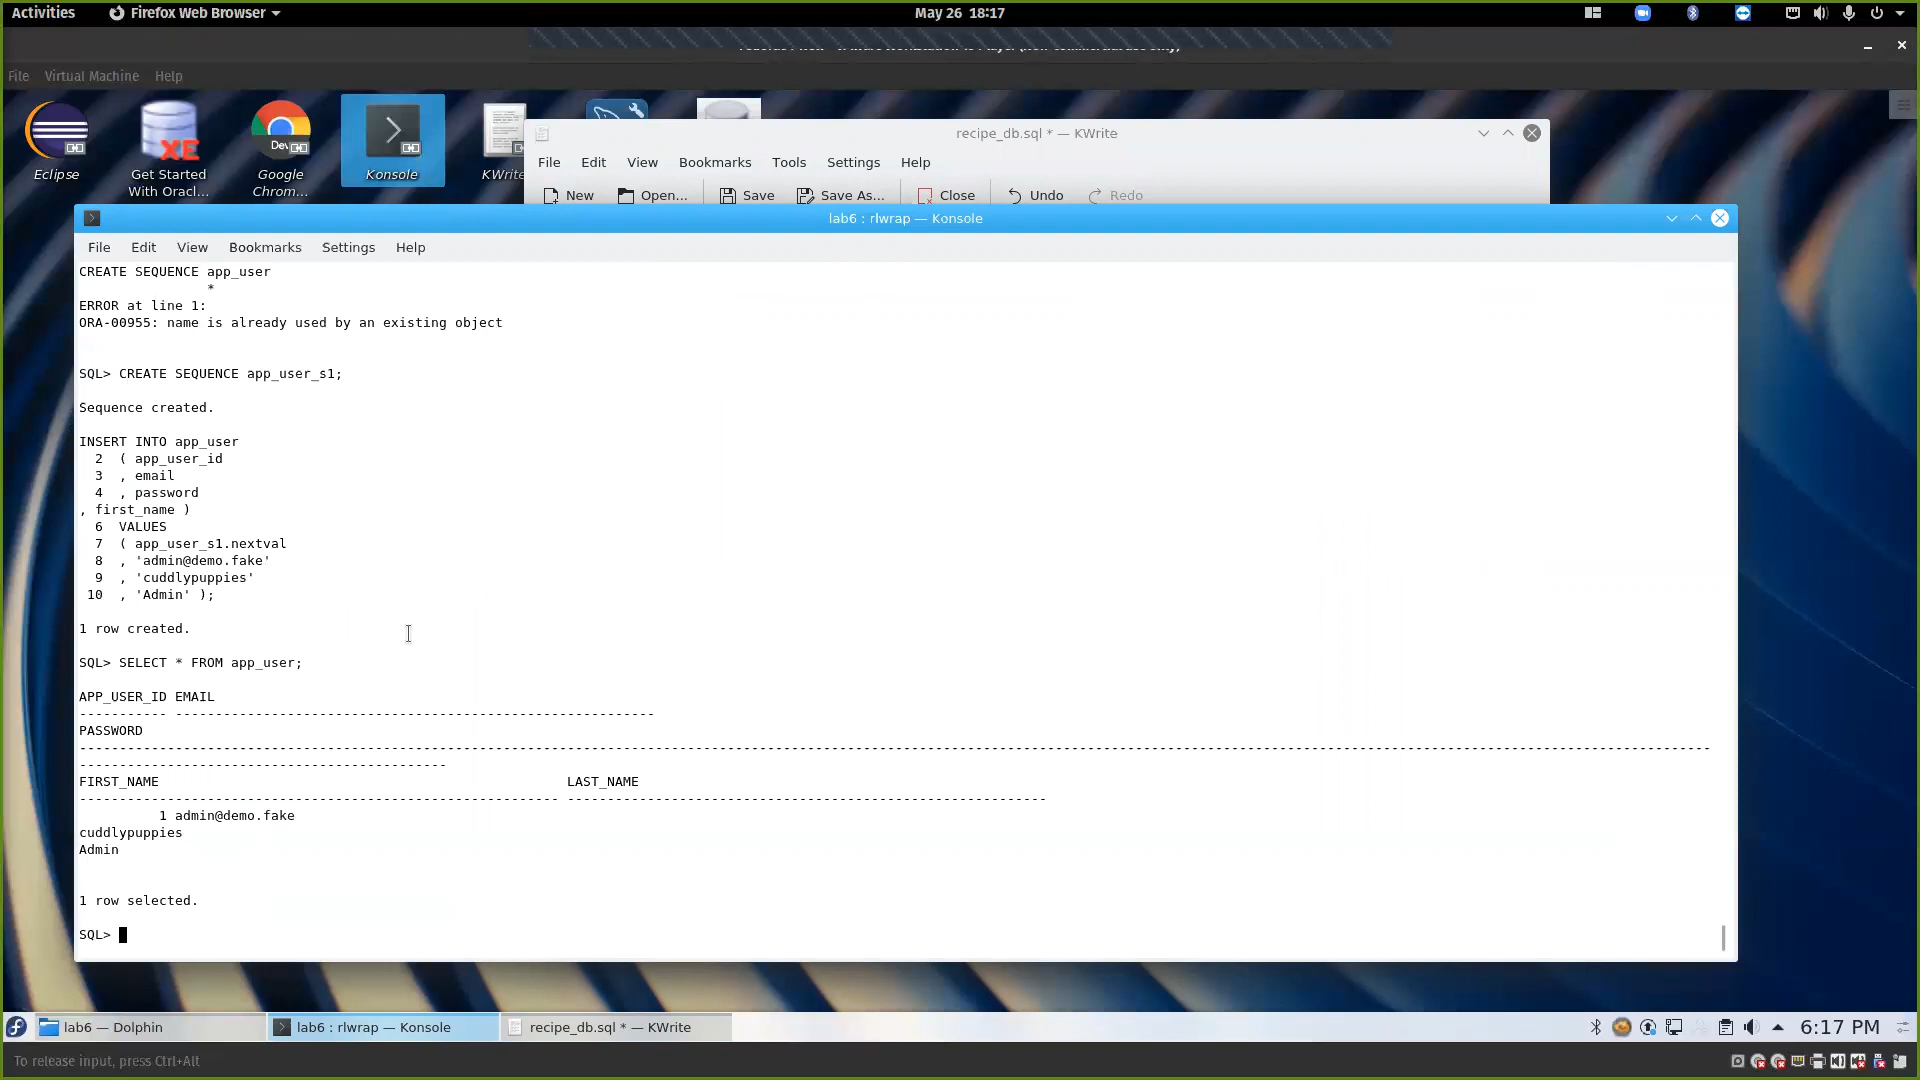 Activities
Firefox Web Browser
May 26 18:17
File Virtual Machine Help
Eclipse
Get Started With Oracl...
XE
Dev
Google Chrom...
Konsole
KWrite
recipe_db.sql * — KWrite
File Edit View Bookmarks Tools Settings Help
New Open... Save Save As... Close Undo Redo
lab6 : rlwrap — Konsole
File Edit View Bookmarks Settings Help
CREATE SEQUENCE app_user
*
ERROR at line 1:
ORA-00955: name is already used by an existing object
SQL> CREATE SEQUENCE app_user_s1;
Sequence created.
INSERT INTO app_user
2 ( app_user_id
3 , email
4 , password
, first_name )
6 VALUES
7 ( app_user_s1.nextval
8 , 'admin@demo.fake'
9 , 'cuddlypuppies'
10 , 'Admin' );
1 row created.
SQL> SELECT * FROM app_user;
APP_USER_ID EMAIL
----------- ------------------------------------------------------------
PASSWORD
------------------------------------------------------------------------------------------------------------------------------------------------------------------------------------------------------------
----------------------------------------------
FIRST_NAME LAST_NAME
------------------------------------------------------------ ------------------------------------------------------------
1 admin@demo.fake
cuddlypuppies
Admin
1 row selected.
SQL>
lab6 — Dolphin
lab6 : rlwrap — Konsole
recipe_db.sql * — KWrite
6:17 PM
To release input, press Ctrl+Alt